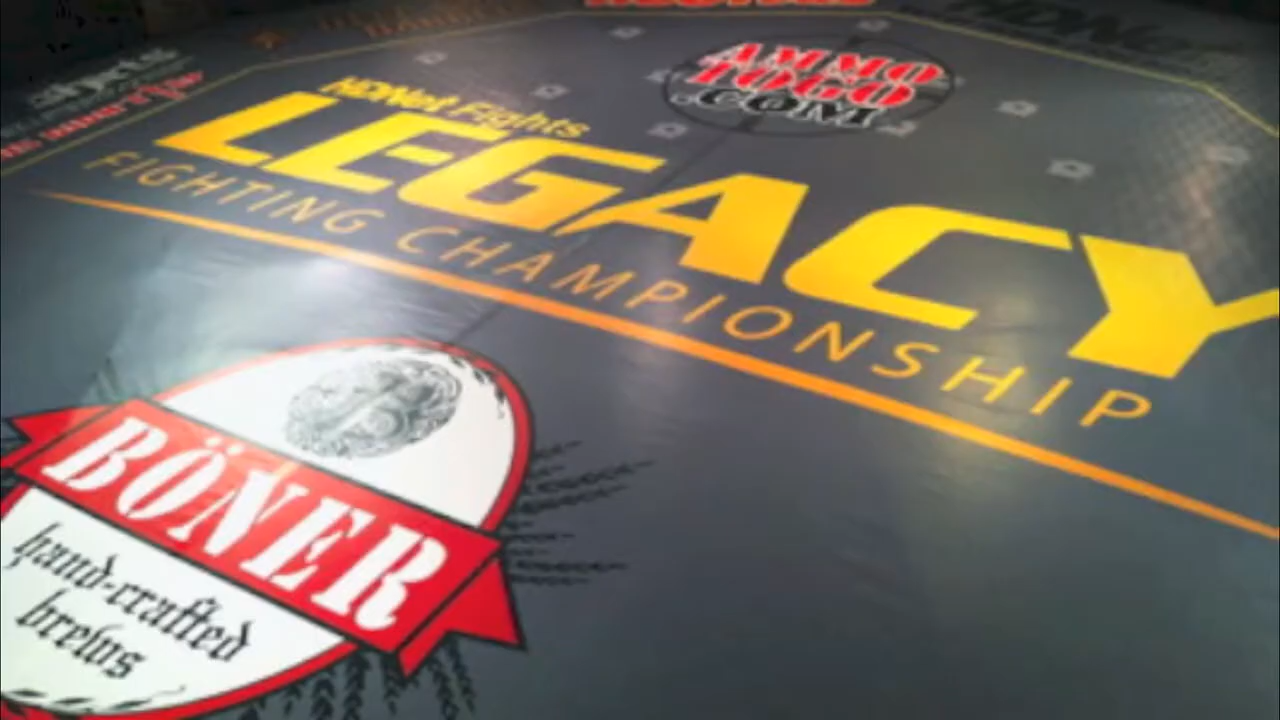 AMMO
TOGO
.COM
HDNet Fights
LEGACY
FIGHTING CHAMPIONSHIP
BÖNER
hand-crafted
brews